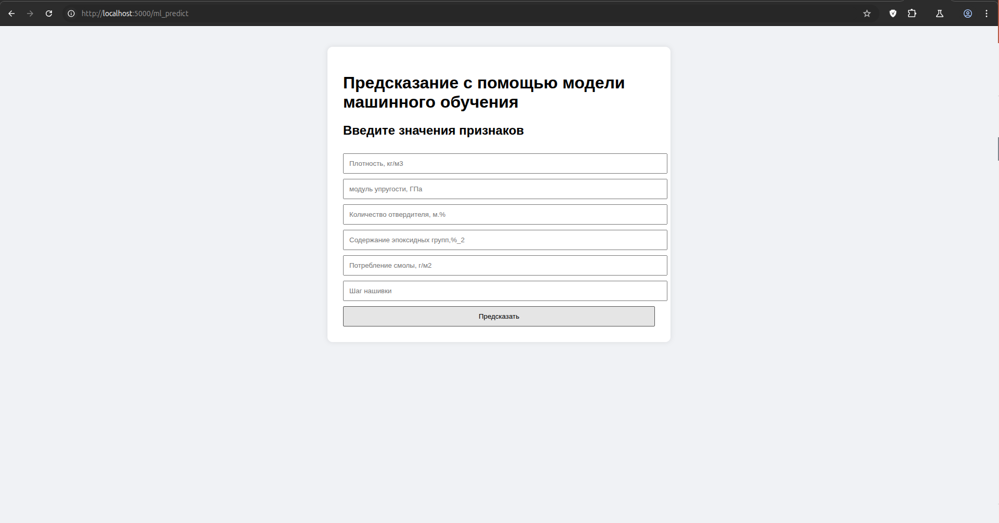 http://localhost:5000/ml_predict
Предсказание с помощью модели
машинного обучения
Введите значения признаков
Плотность, кг/м3
модуль упругости, ГПа
Количество отвердителя, м.%
Содержание эпоксидных групп,%_2
Потребление смолы, г/м2
Шаг нашивки
Предсказать